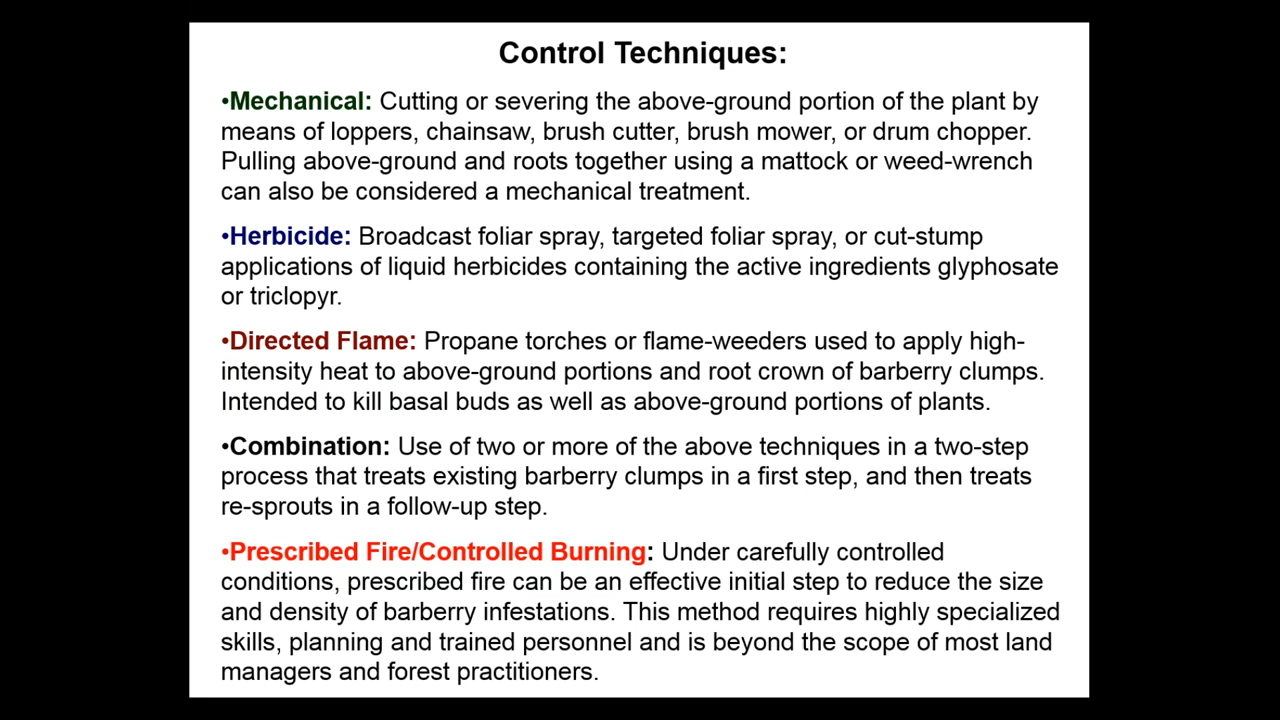 Control Techniques:
•Mechanical: Cutting or severing the above-ground portion of the plant by
means of loppers, chainsaw, brush cutter, brush mower, or drum chopper.
Pulling above-ground and roots together using a mattock or weed-wrench
can also be considered a mechanical treatment.
•Herbicide: Broadcast foliar spray, targeted foliar spray, or cut-stump
applications of liquid herbicides containing the active ingredients glyphosate
or triclopyr.
•Directed Flame: Propane torches or flame-weeders used to apply high-
intensity heat to above-ground portions and root crown of barberry clumps.
Intended to kill basal buds as well as above-ground portions of plants.
•Combination: Use of two or more of the above techniques in a two-step
process that treats existing barberry clumps in a first step, and then treats
re-sprouts in a follow-up step.
•Prescribed Fire/Controlled Burning: Under carefully controlled
conditions, prescribed fire can be an effective initial step to reduce the size
and density of barberry infestations. This method requires highly specialized
skills, planning and trained personnel and is beyond the scope of most land
managers and forest practitioners.